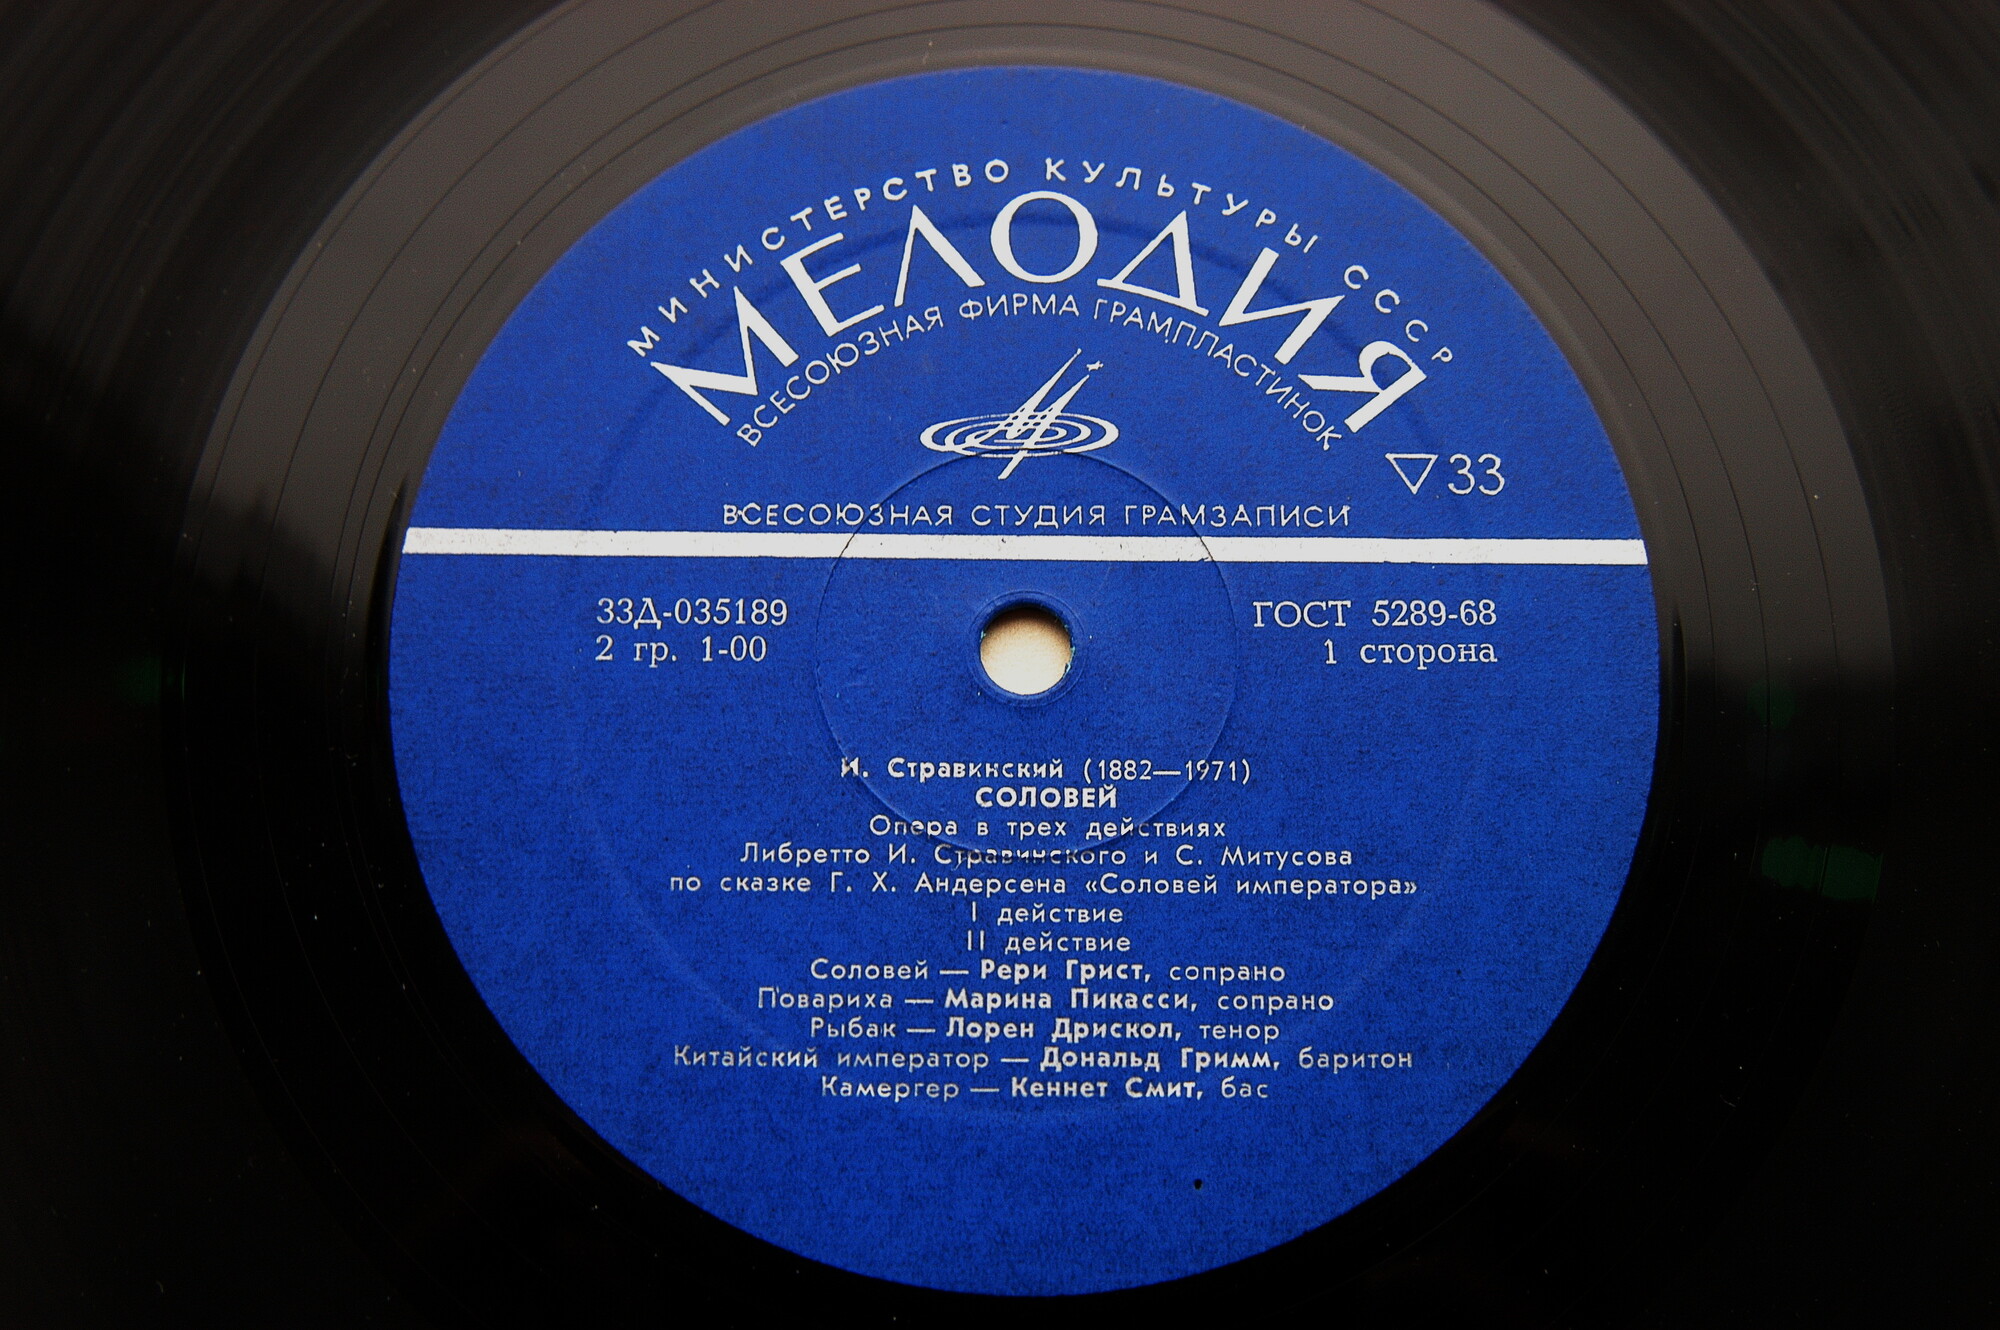 МИНИСТЕРСТВО КУЛЬТУРЫ СССР
МЕЛОДИЯ
ВСЕСОЮЗНАЯ ФИРМА ГРАМПЛАСТИНОК
33
ВСЕСОЮЗНАЯ СТУДИЯ ГРАМЗАПИСИ
33Д-035189
2 гр. 1-00
ГОСТ 5289-68
1 сторона
И. Стравинский (1882—1971)
СОЛОВЕЙ
Опера в трех действиях
Либретто И. Стравинского и С. Митусова
по сказке Г. Х. Андерсена «Соловей императора»
I действие
II действие
Соловей — Рери Грист, сопрано
Повариха — Марина Пикасси, сопрано
Рыбак — Лорен Дрискол, тенор
Китайский император — Дональд Гримм, баритон
Камергер — Кеннет Смит, бас